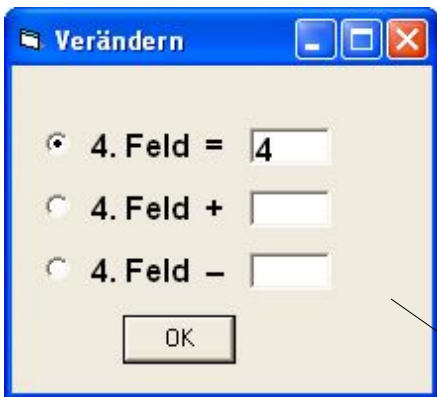 Verändern
4. Feld = 4
4. Feld +
4. Feld –
OK